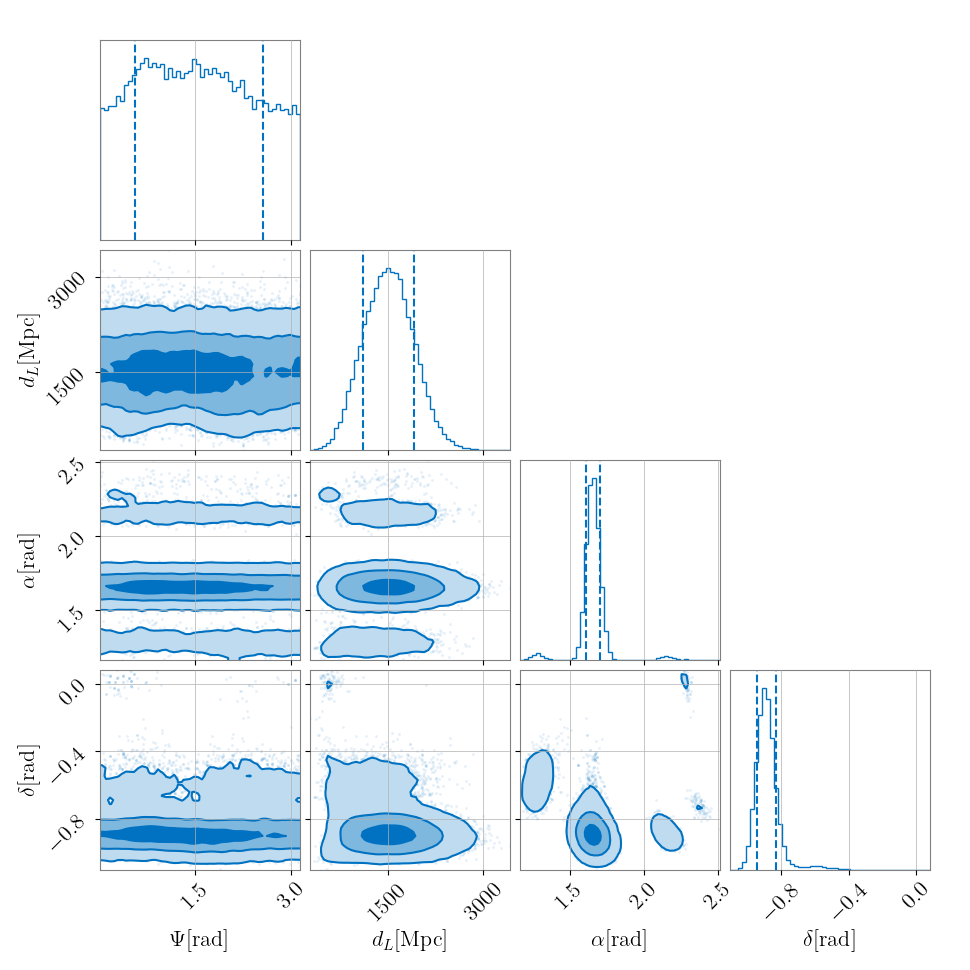 3000
1500
d_L[Mpc]
2.5
2.0
1.5
α[rad]
0.0
−0.4
−0.8
δ[rad]
1.5 3.0 1500 3000 1.5 2.0 2.5 −0.8 −0.4 0.0
Ψ[rad] d_L[Mpc] α[rad] δ[rad]